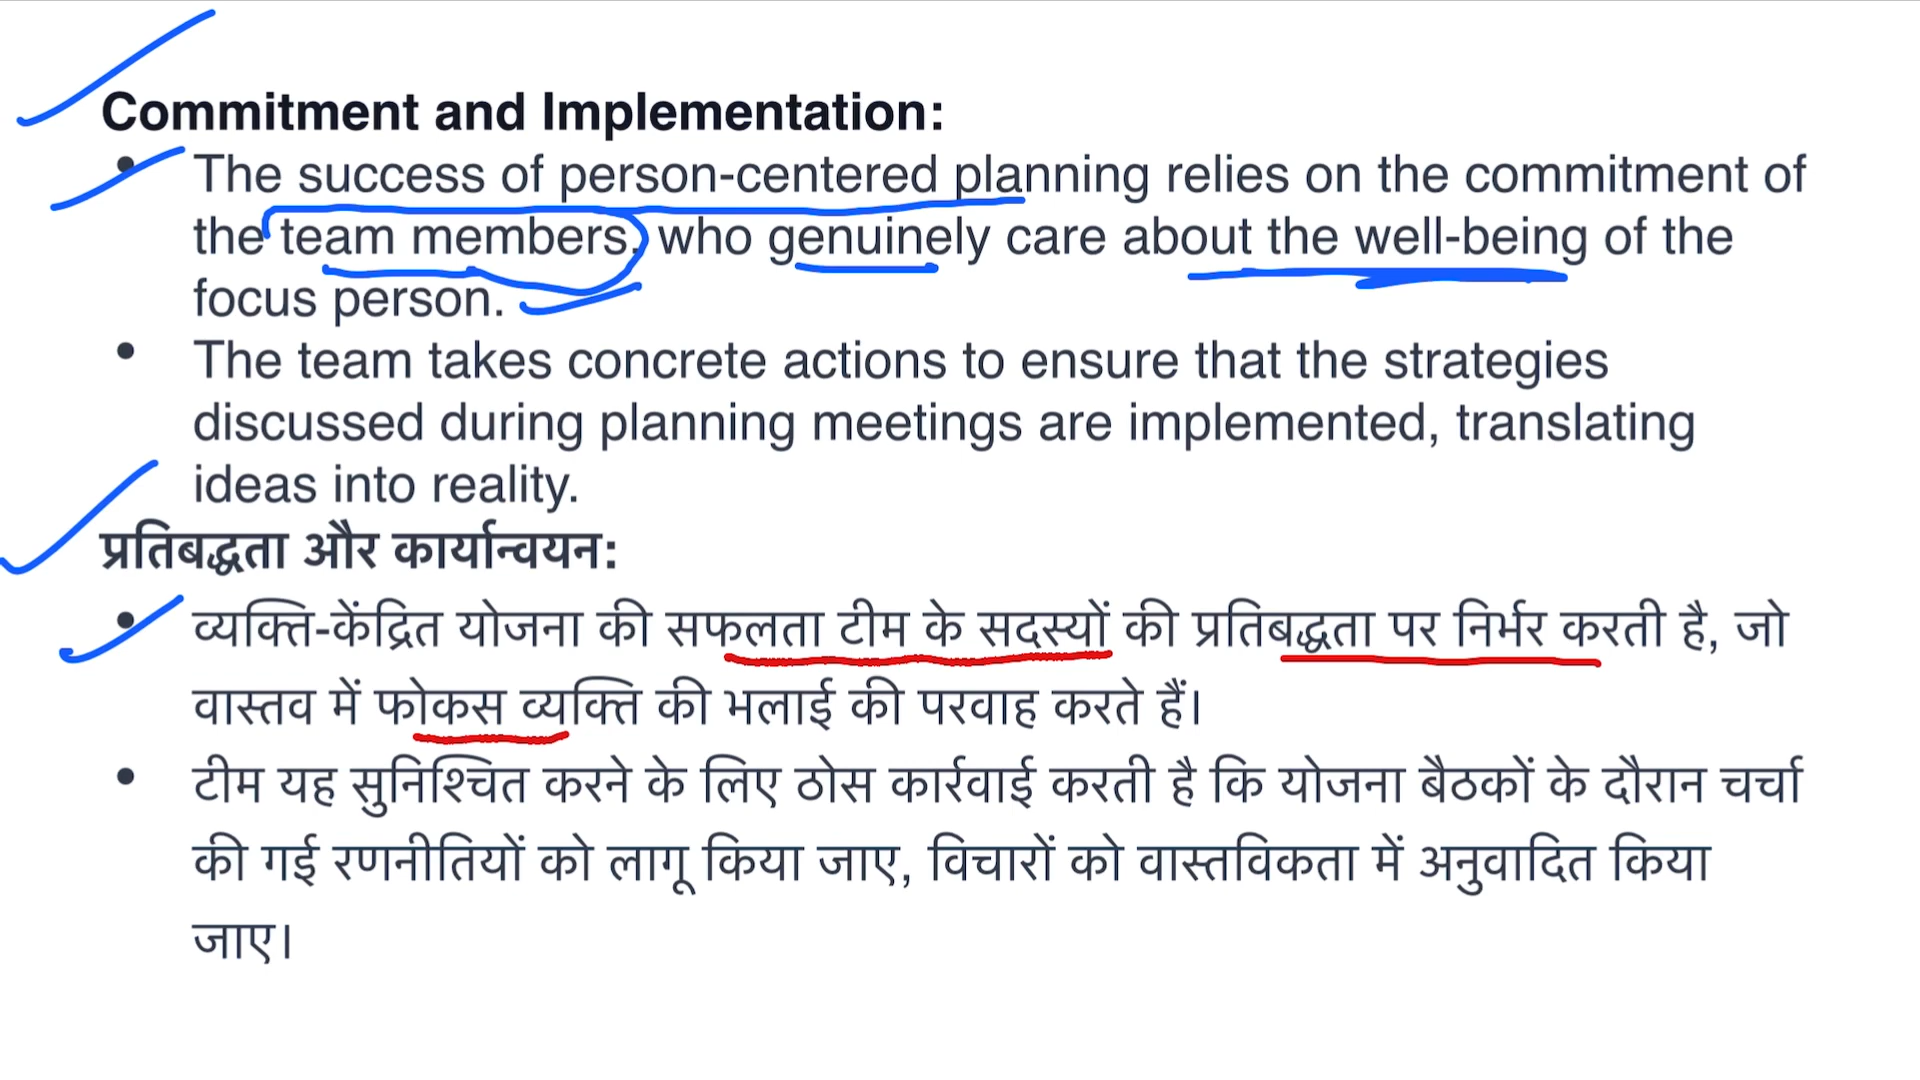 Commitment and Implementation:
• The success of person-centered planning relies on the commitment of
the team members, who genuinely care about the well-being of the
focus person.
• The team takes concrete actions to ensure that the strategies
discussed during planning meetings are implemented, translating
ideas into reality.
प्रतिबद्धता और कार्यान्वयन:
• व्यक्ति-केंद्रित योजना की सफलता टीम के सदस्यों की प्रतिबद्धता पर निर्भर करती है, जो
वास्तव में फोकस व्यक्ति की भलाई की परवाह करते हैं।
• टीम यह सुनिश्चित करने के लिए ठोस कार्रवाई करती है कि योजना बैठकों के दौरान चर्चा
की गई रणनीतियों को लागू किया जाए, विचारों को वास्तविकता में अनुवादित किया
जाए।